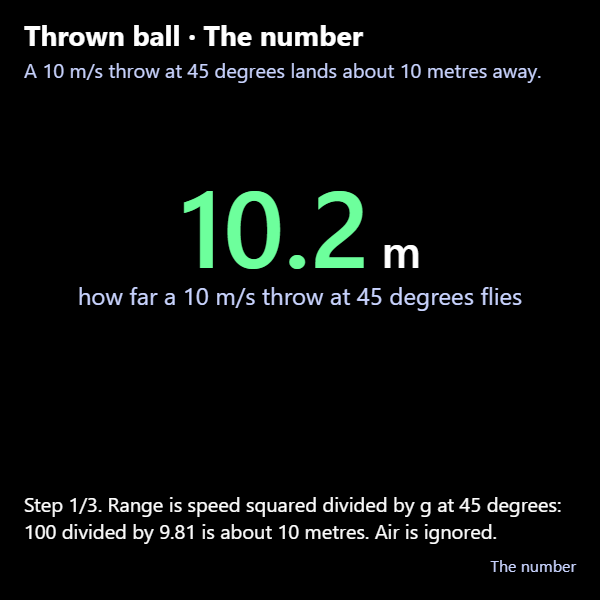 Thrown ball · The number
A 10 m/s throw at 45 degrees lands about 10 metres away.
10.2 m
how far a 10 m/s throw at 45 degrees flies
Step 1/3. Range is speed squared divided by g at 45 degrees:
100 divided by 9.81 is about 10 metres. Air is ignored.
The number